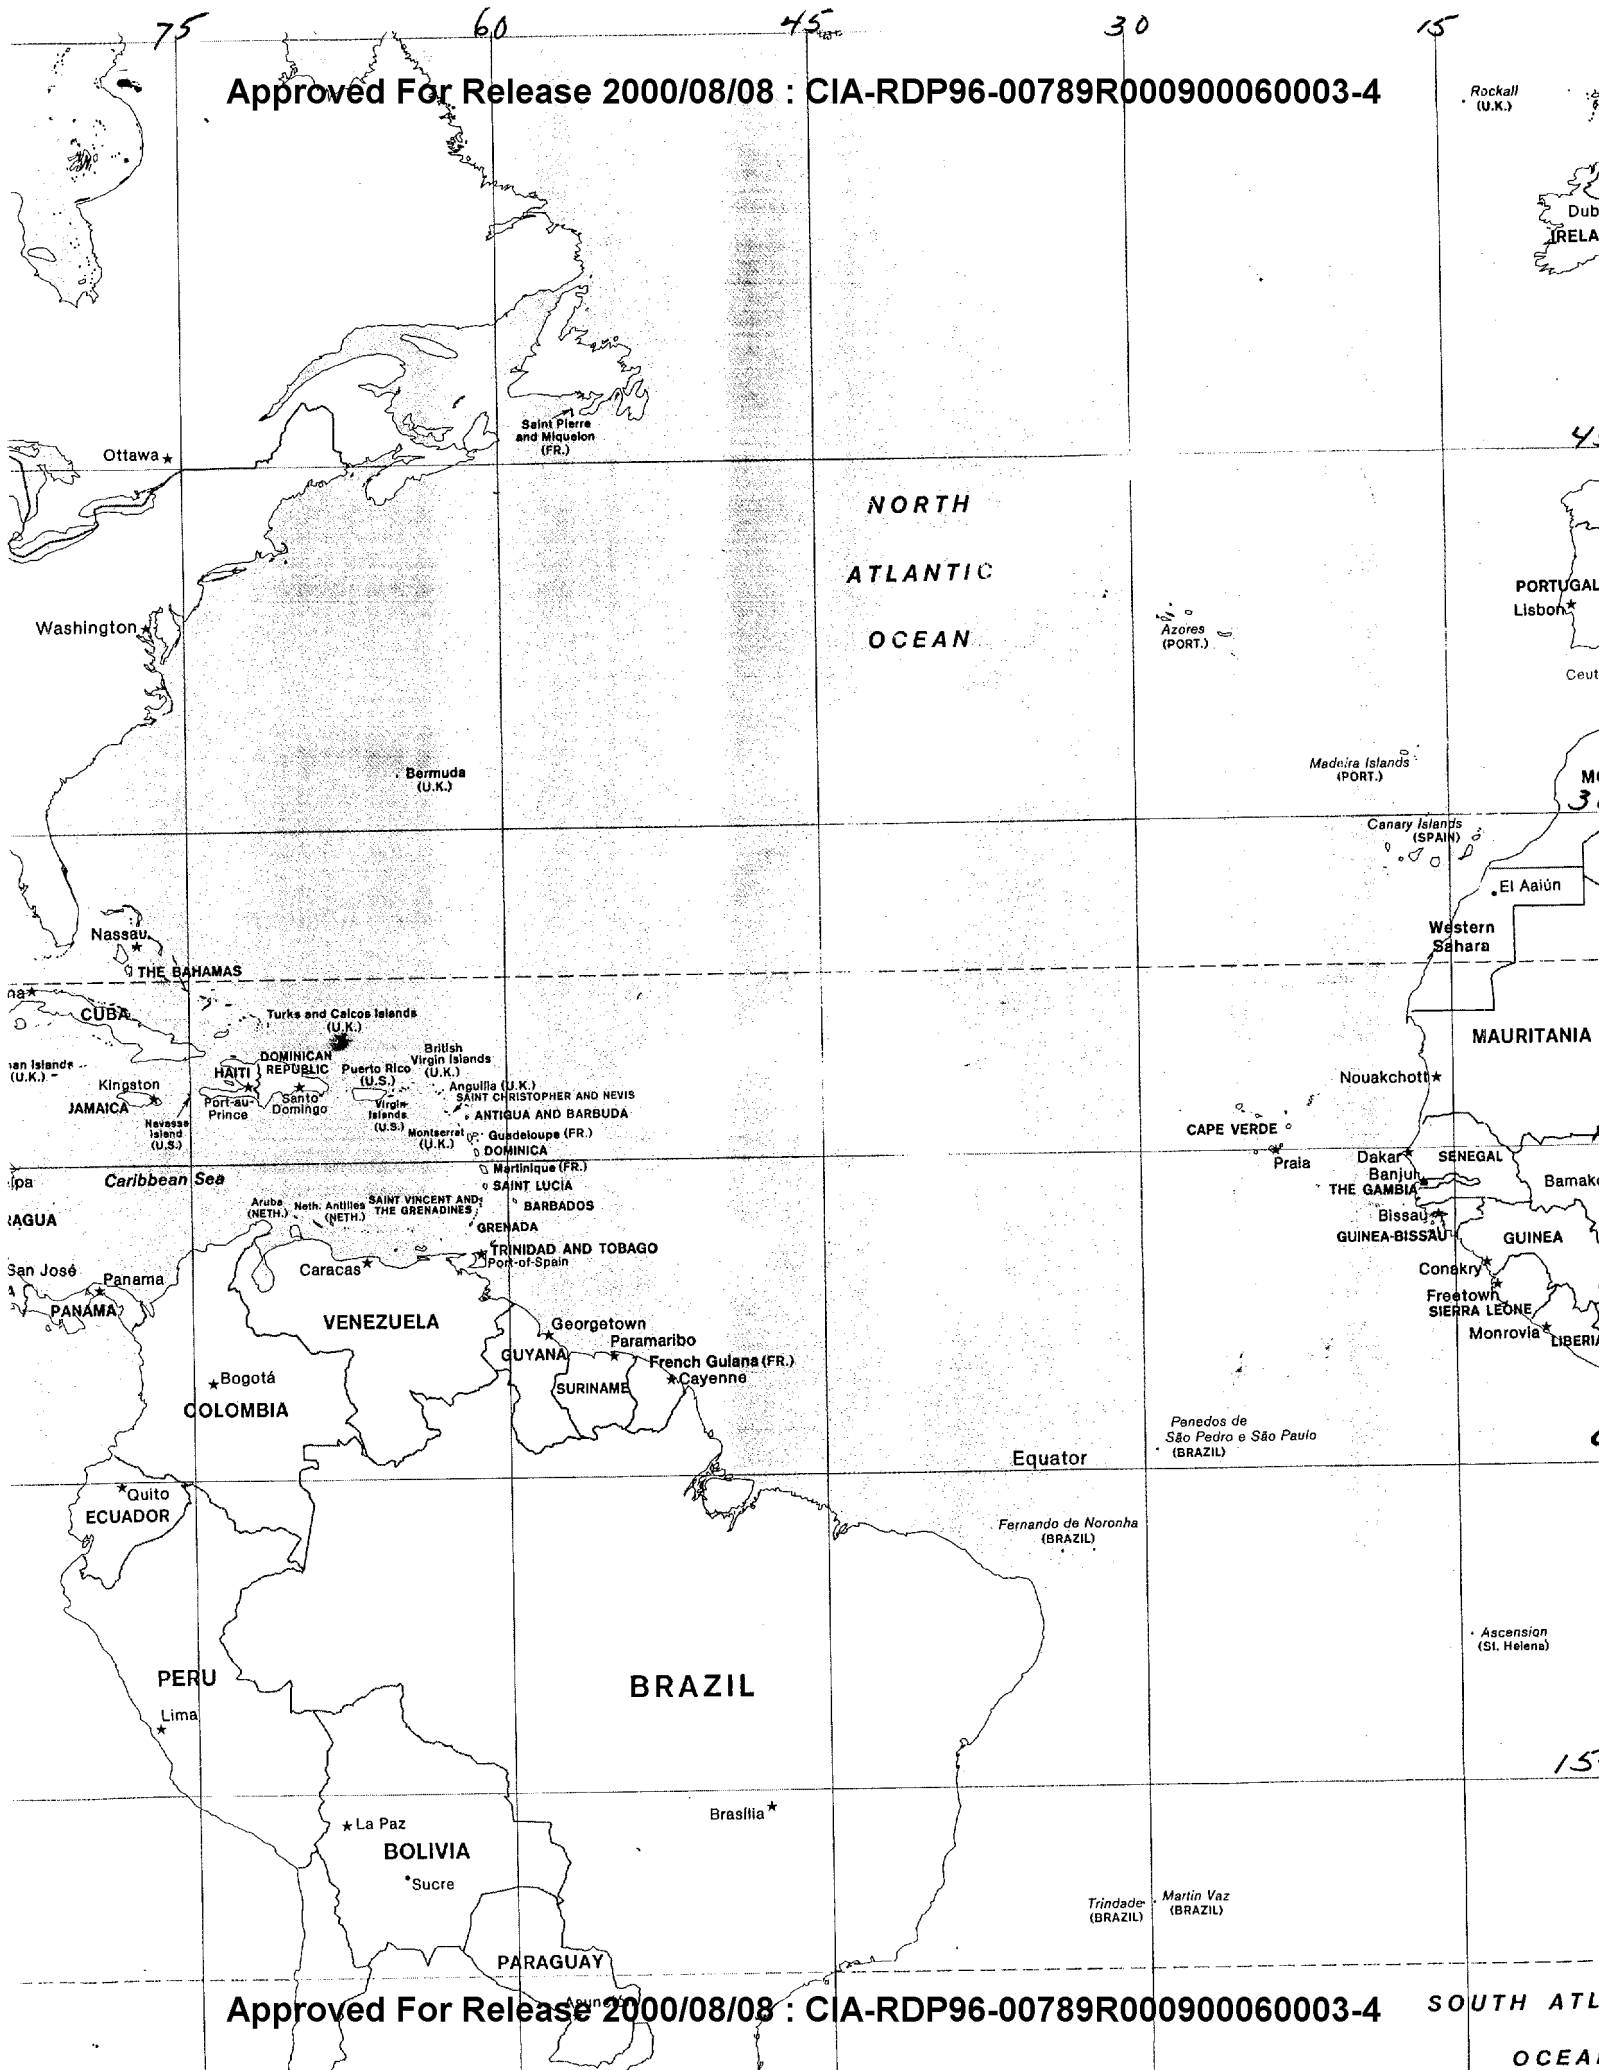 75 60 45 30 15
Approved For Release 2000/08/08 : CIA-RDP96-00789R000900060003-4
Rockall
(U.K.)
Dub
IRELA
Saint Pierre
and Miquelon
(FR.)
Ottawa
NORTH
ATLANTIC
OCEAN
PORTUGAL
Lisbon
Washington
Azores
(PORT.)
Ceut
Bermuda
(U.K.)
Madeira Islands
(PORT.)
Canary Islands
(SPAIN)
El Aaiún
Western
Sahara
Nassau
THE BAHAMAS
na
CUBA
Turks and Caicos Islands
(U.K.)
MAURITANIA
Nouakchott
man Islands
(U.K.)
Kingston
JAMAICA
Navassa
Island
(U.S.)
HAITI
Port-au-
Prince
DOMINICAN
REPUBLIC
Santo
Domingo
Puerto Rico
(U.S.)
Virgin
Islands
(U.S.)
British
Virgin Islands
(U.K.)
Anguilla (U.K.)
SAINT CHRISTOPHER AND NEVIS
ANTIGUA AND BARBUDA
Montserrat
(U.K.)
Guadeloupe (FR.)
DOMINICA
Martinique (FR.)
SAINT LUCIA
BARBADOS
SAINT VINCENT AND
THE GRENADINES
GRENADA
Aruba
(NETH.)
Neth. Antilles
(NETH.)
TRINIDAD AND TOBAGO
Port-of-Spain
Caribbean Sea
lpa
RAGUA
CAPE VERDE
Praia
Dakar
SENEGAL
Banjul
THE GAMBIA
Bamako
Bissau
GUINEA-BISSAU
GUINEA
Conakry
Freetown
SIERRA LEONE
Monrovia
LIBERIA
San José
Panama
PANAMA
Caracas
VENEZUELA
Georgetown
GUYANA
Paramaribo
SURINAME
French Guiana (FR.)
Cayenne
Bogotá
COLOMBIA
Penedos de
São Pedro e São Paulo
(BRAZIL)
Equator
Quito
ECUADOR
Fernando de Noronha
(BRAZIL)
Ascension
(St. Helena)
PERU
BRAZIL
Lima
15
La Paz
BOLIVIA
Sucre
Brasília
Trindade
(BRAZIL)
Martin Vaz
(BRAZIL)
PARAGUAY
Approved For Release 2000/08/08 : CIA-RDP96-00789R000900060003-4
SOUTH ATL
OCEAN